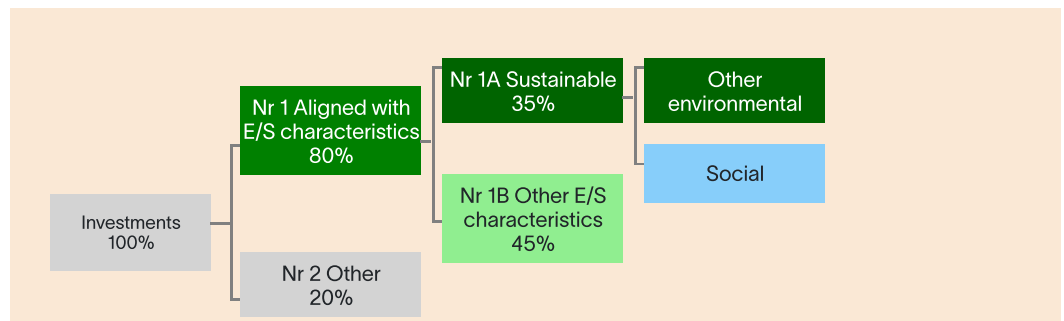 Investments
100%
Nr 1 Aligned with
E/S characteristics
80%
Nr 2 Other
20%
Nr 1A Sustainable
35%
Nr 1B Other E/S
characteristics
45%
Other
environmental
Social